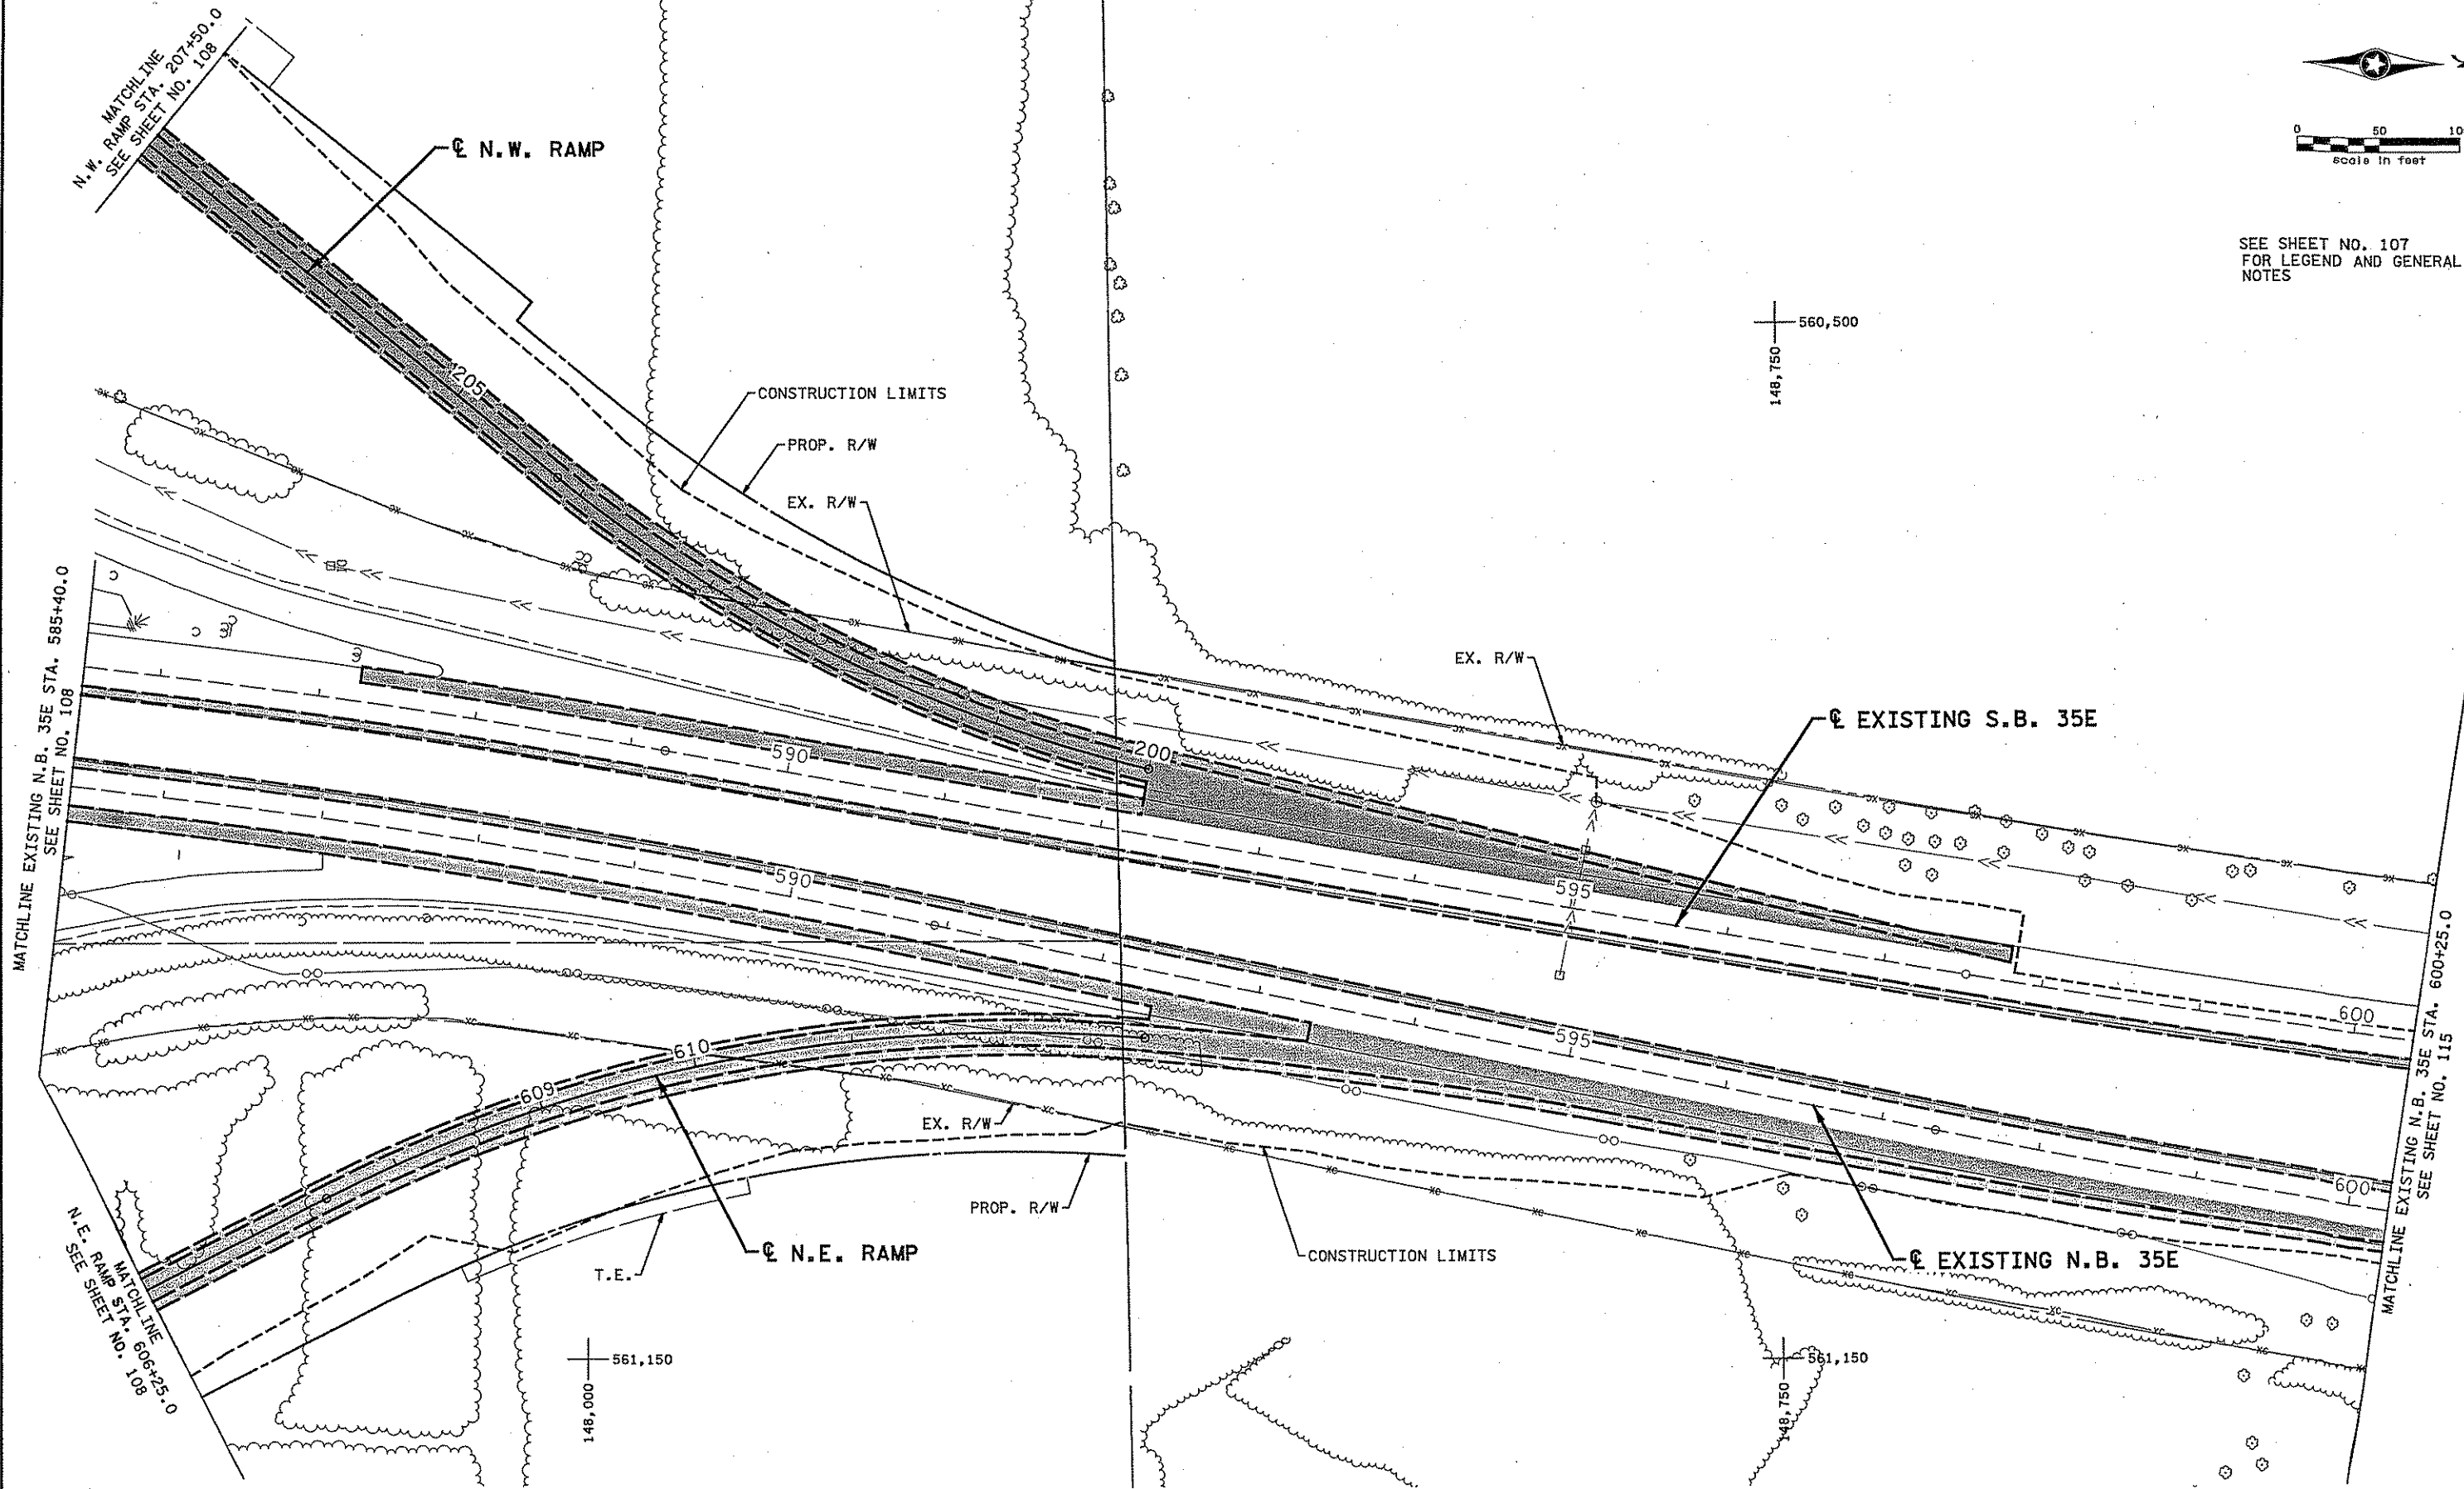 MATCHLINE
N.W. RAMP STA. 207+50.0
SEE SHEET NO. 108
℄ N.W. RAMP
0 50 10
scale in feet
SEE SHEET NO. 107
FOR LEGEND AND GENERAL
NOTES
560,500
148,750
205
CONSTRUCTION LIMITS
PROP. R/W
EX. R/W
EX. R/W
℄ EXISTING S.B. 35E
MATCHLINE EXISTING N.B. 35E STA. 585+40.0
SEE SHEET NO. 108
200
590
590
595
595
600
600
MATCHLINE EXISTING N.B. 35E STA. 600+25.0
SEE SHEET NO. 115
610
609
EX. R/W
PROP. R/W
CONSTRUCTION LIMITS
℄ N.E. RAMP
T.E.
℄ EXISTING N.B. 35E
MATCHLINE
N.E. RAMP STA. 606+25.0
SEE SHEET NO. 108
561,150
148,000
561,150
148,750